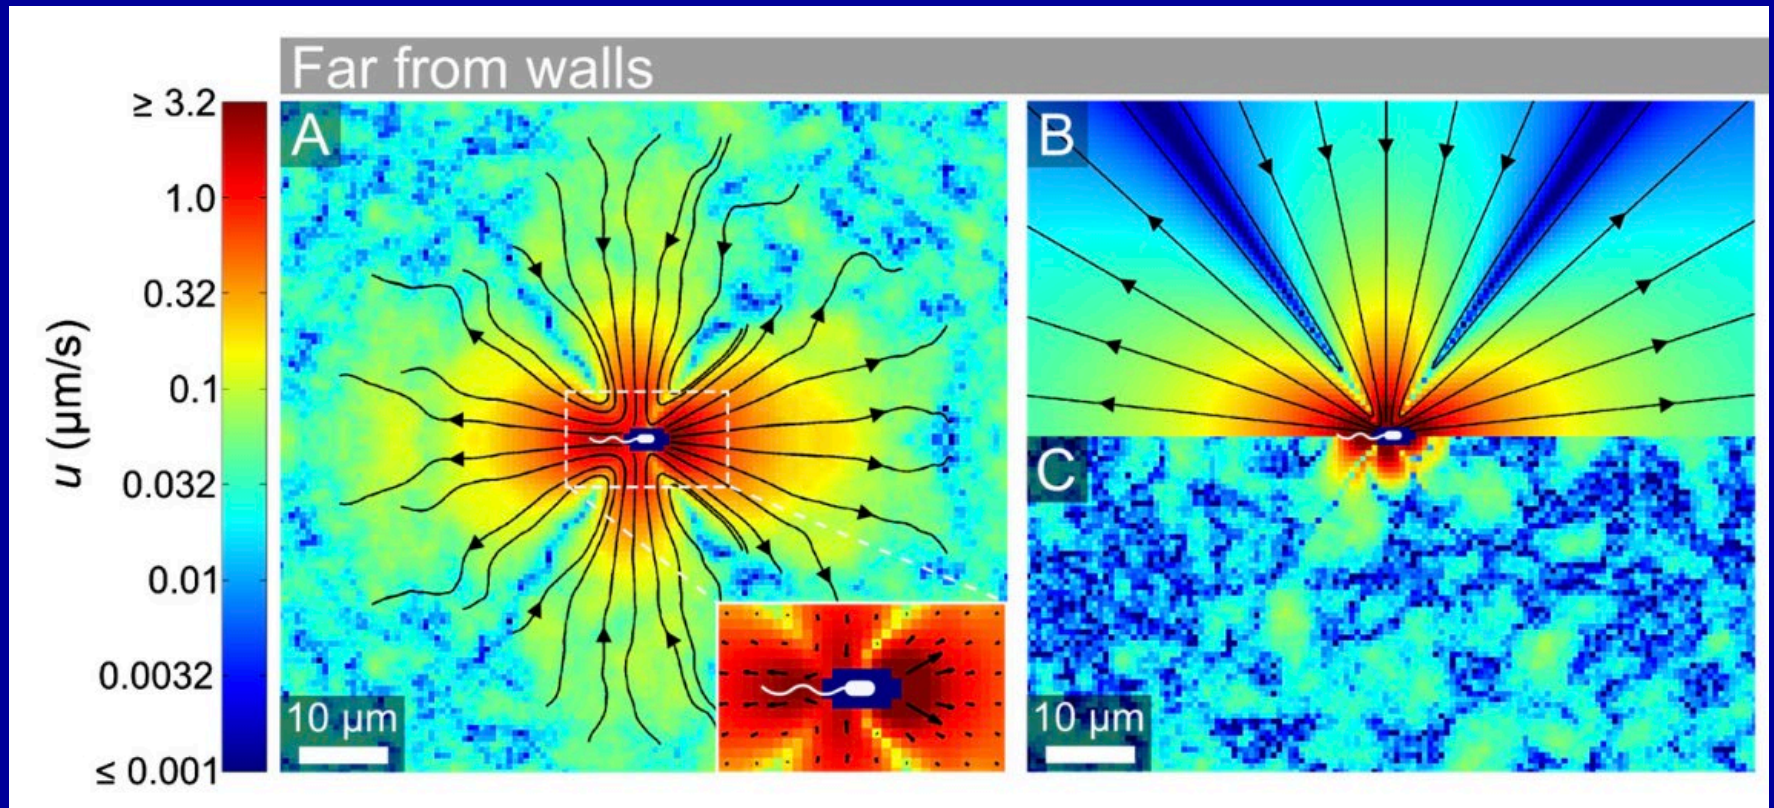 Far from walls
≥ 3.2
1.0
0.32
0.1
0.032
0.01
0.0032
≤ 0.001
u (μm/s)
A
10 μm
B
C
10 μm